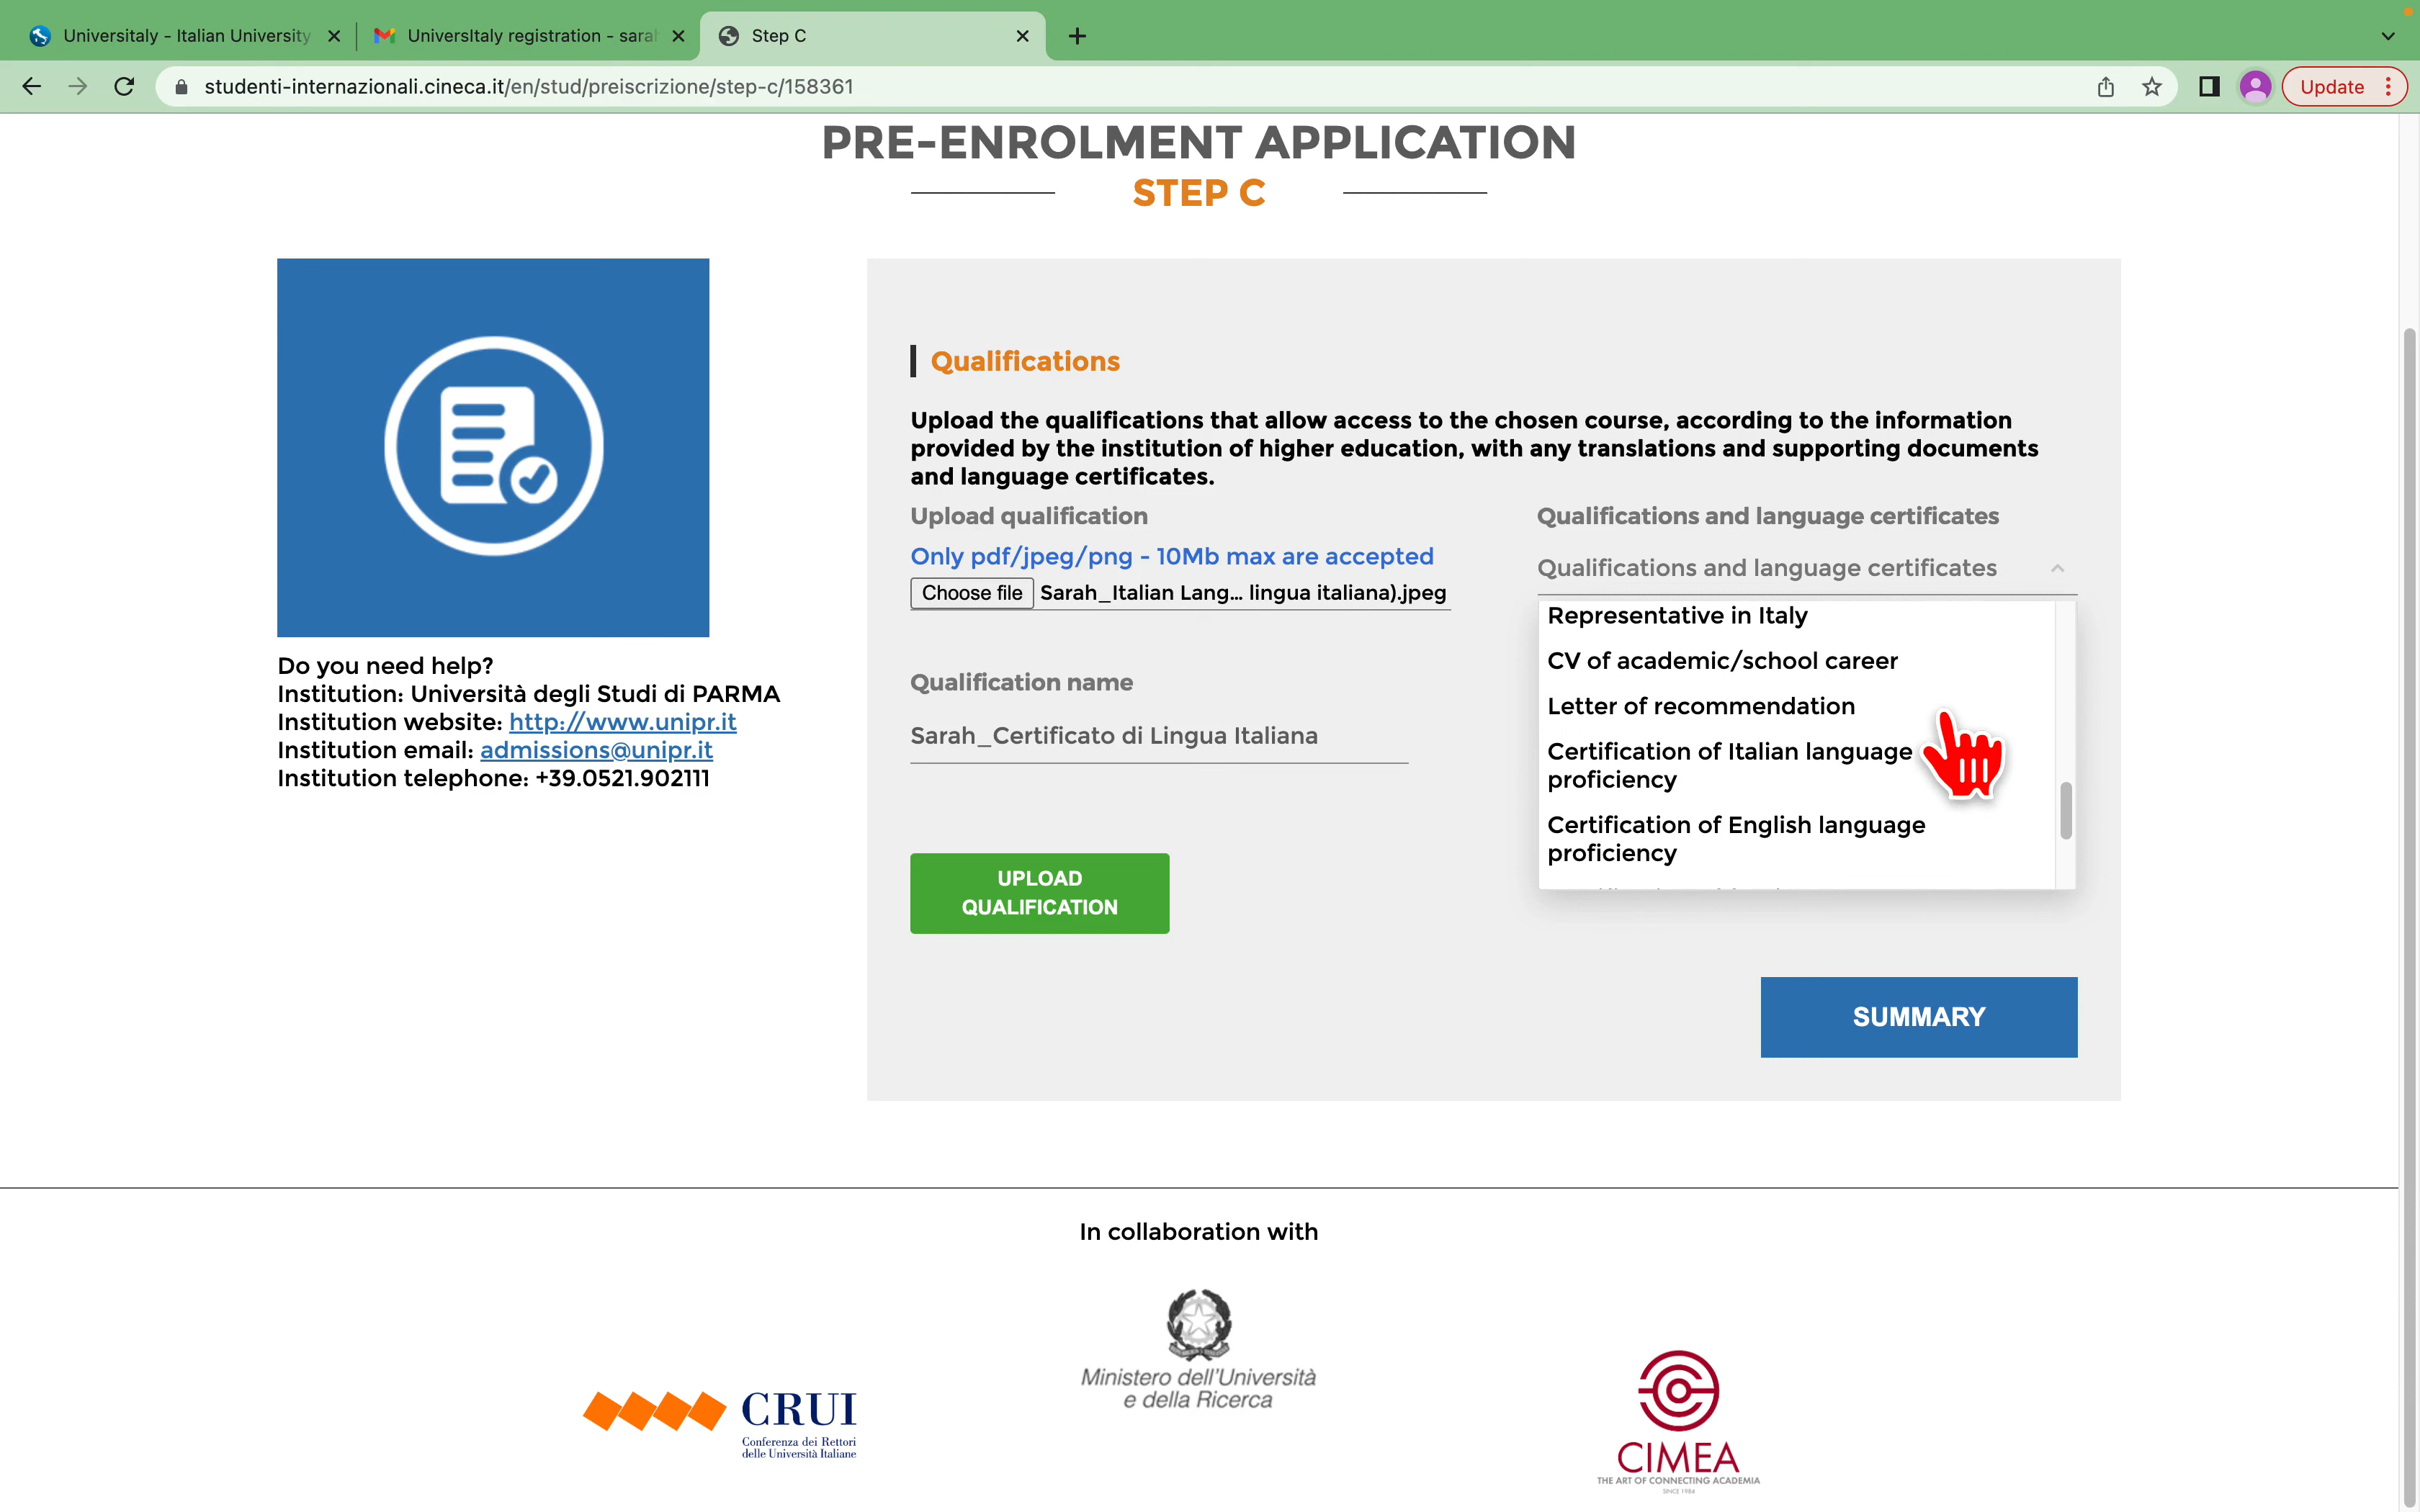 Universitaly - Italian University
UniversItaly registration - sarah
Step C
studenti-internazionali.cineca.it/en/stud/preiscrizione/step-c/158361
Update
PRE-ENROLMENT APPLICATION
STEP C
Do you need help?
Institution: Università degli Studi di PARMA
Institution website: http://www.unipr.it
Institution email: admissions@unipr.it
Institution telephone: +39.0521.902111
Qualifications
Upload the qualifications that allow access to the chosen course, according to the information
provided by the institution of higher education, with any translations and supporting documents
and language certificates.
Upload qualification
Only pdf/jpeg/png - 10Mb max are accepted
Choose file Sarah_Italian Lang... lingua italiana).jpeg
Qualification name
Sarah_Certificato di Lingua Italiana
UPLOAD
QUALIFICATION
Qualifications and language certificates
Qualifications and language certificates
Representative in Italy
CV of academic/school career
Letter of recommendation
Certification of Italian language
proficiency
Certification of English language
proficiency
SUMMARY
In collaboration with
CRUI
Conferenza dei Rettori
delle Università Italiane
Ministero dell'Università
e della Ricerca
CIMEA
THE ART OF CONNECTING ACADEMIA
SINCE 1984